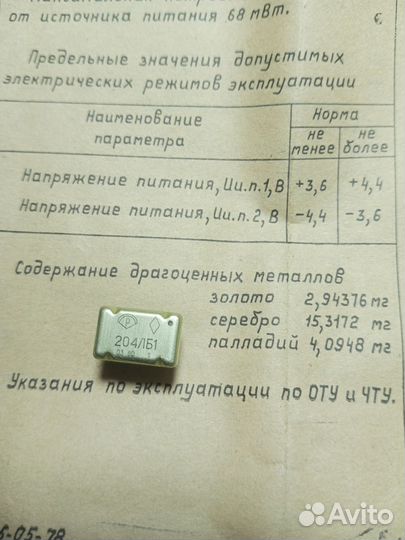 от источника питания 68 мВт.
Предельные значения допустимых
электрических режимов эксплуатации
Наименование параметра
Норма
не менее
не более
Напряжение питания, Uи.п.1, В +3,6 +4,4
Напряжение питания, Uи.п.2, В -4,4 -3,6
Содержание драгоценных металлов
золото 2,94376 мг
серебро 15,3172 мг
палладий 4,0948 мг
Р
204ЛБ1
Указания по эксплуатации по ОТУ и ЧТУ.
6-05-78
Avito